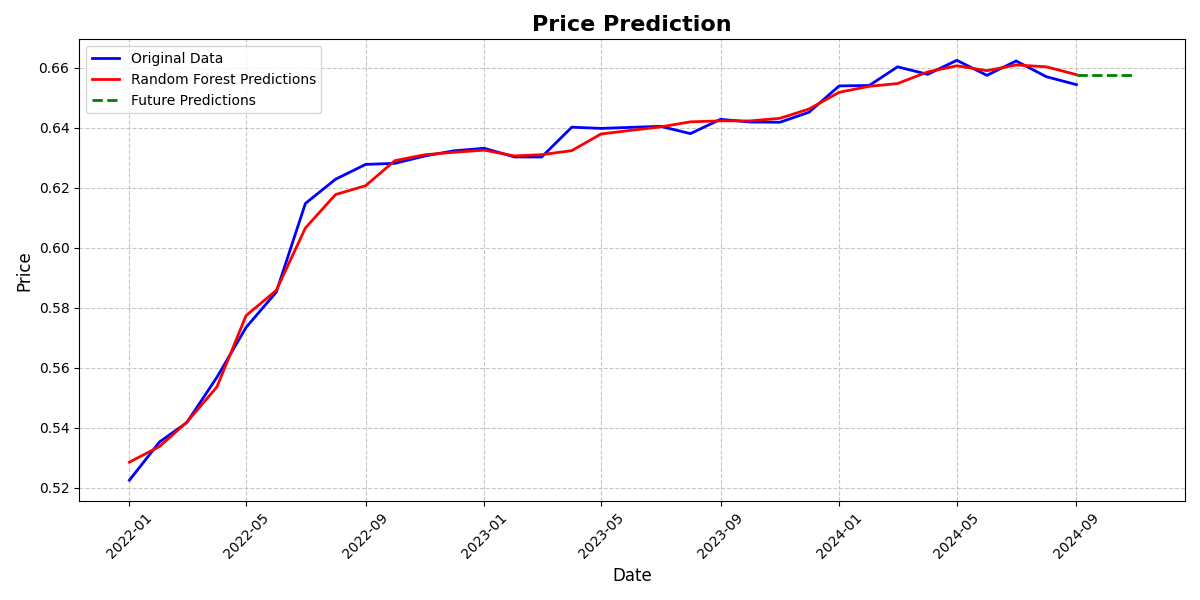 Price Prediction
Original Data
Random Forest Predictions
Future Predictions
Price
0.66
0.64
0.62
0.60
0.58
0.56
0.54
0.52
2022-01
2022-05
2022-09
2023-01
2023-05
2023-09
2024-01
2024-05
2024-09
Date